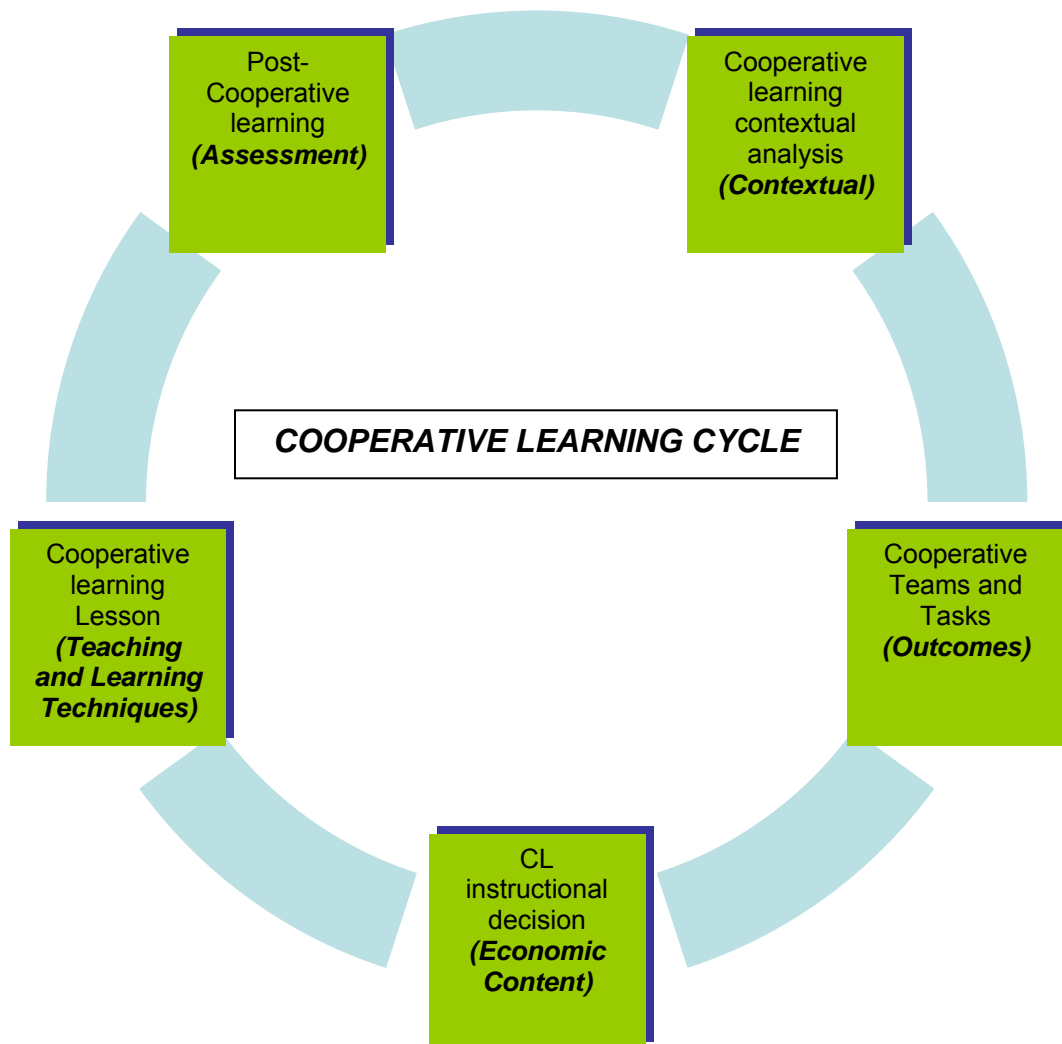 Post-
Cooperative
learning
(Assessment)
Cooperative
learning
contextual
analysis
(Contextual)
COOPERATIVE LEARNING CYCLE
Cooperative
learning
Lesson
(Teaching
and Learning
Techniques)
Cooperative
Teams and
Tasks
(Outcomes)
CL
instructional
decision
(Economic
Content)